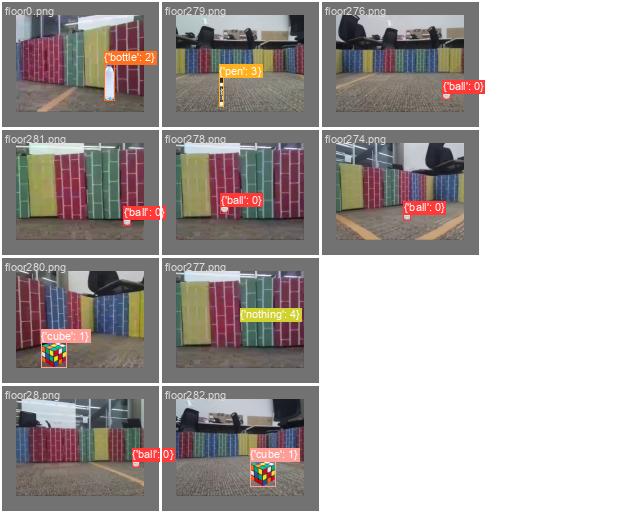 floor0.png
{'bottle': 2}
floor279.png
{'pen': 3}
floor276.png
{'ball': 0}
floor281.png
{'ball': 0}
floor278.png
{'ball': 0}
floor274.png
{'ball': 0}
floor280.png
{'cube': 1}
floor277.png
{'nothing': 4}
floor28.png
{'ball': 0}
floor282.png
{'cube': 1}